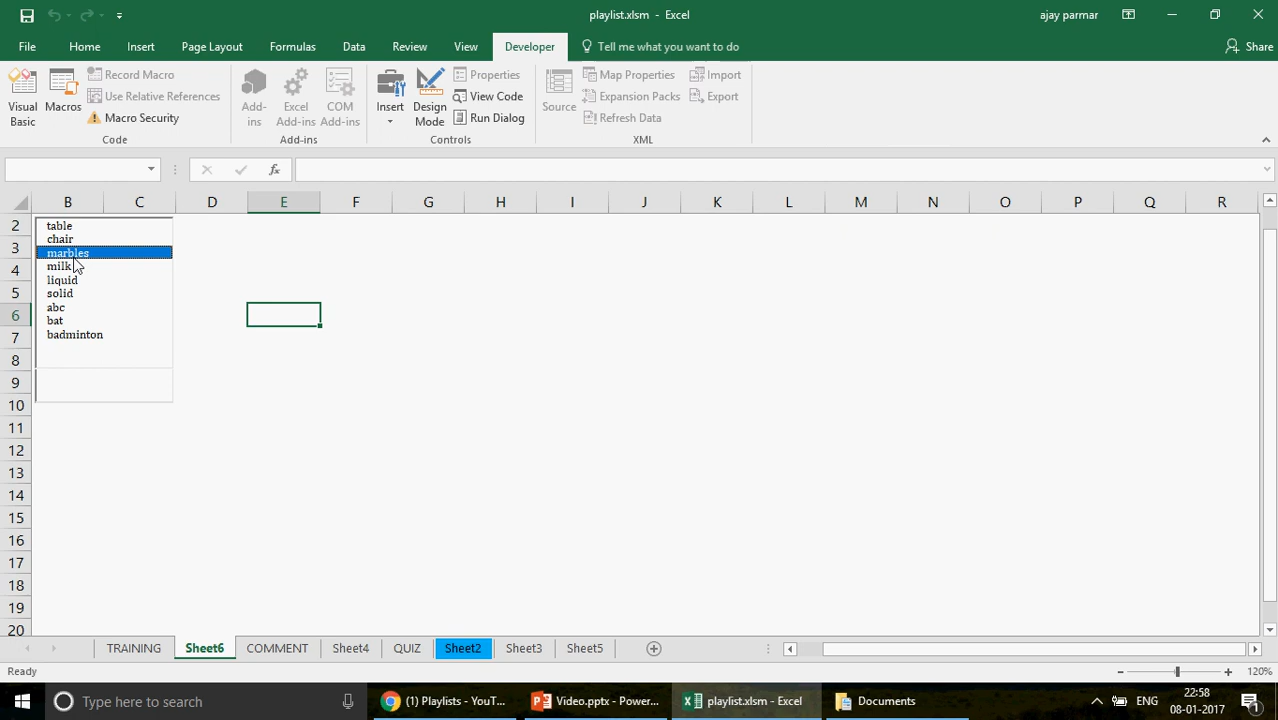 playlist.xlsm - Excel
ajay parmar
File Home Insert Page Layout Formulas Data Review View Developer Tell me what you want to do Share
Visual Basic
Macros
Record Macro
Use Relative References
Macro Security
Code
Add-ins
Excel Add-ins
COM Add-ins
Add-ins
Insert
Design Mode
Properties
View Code
Run Dialog
Controls
Source
Map Properties
Expansion Packs
Refresh Data
Import
Export
XML
fx
B C D E F G H I J K L M N O P Q R
2
3
4
5
6
7
8
9
10
11
12
13
14
15
16
17
18
19
20
table
chair
marbles
milk
liquid
solid
abc
bat
badminton
TRAINING Sheet6 COMMENT Sheet4 QUIZ Sheet2 Sheet3 Sheet5
Ready
120%
Type here to search
(1) Playlists - YouT...
Video.pptx - Power...
playlist.xlsm - Excel
Documents
ENG
22:58
08-01-2017
1